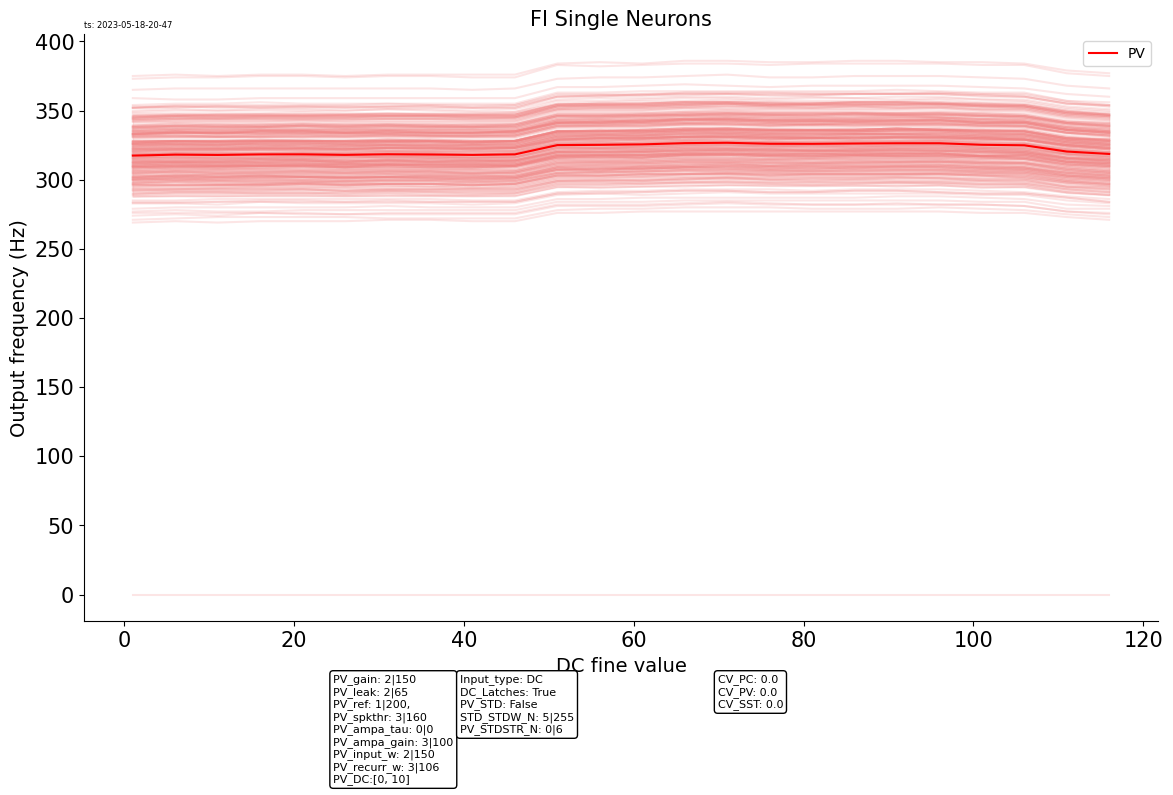 FI Single Neurons
ts: 2023-05-18-20-47
PV
Output frequency (Hz)
400
350
300
250
200
150
100
50
0
0 20 40 60 80 100 120
DC fine value
PV_gain: 2|150
PV_leak: 2|65
PV_ref: 1|200,
PV_spkthr: 3|160
PV_ampa_tau: 0|0
PV_ampa_gain: 3|100
PV_input_w: 2|150
PV_recurr_w: 3|106
PV_DC:[0, 10]
Input_type: DC
DC_Latches: True
PV_STD: False
STD_STDW_N: 5|255
PV_STDSTR_N: 0|6
CV_PC: 0.0
CV_PV: 0.0
CV_SST: 0.0